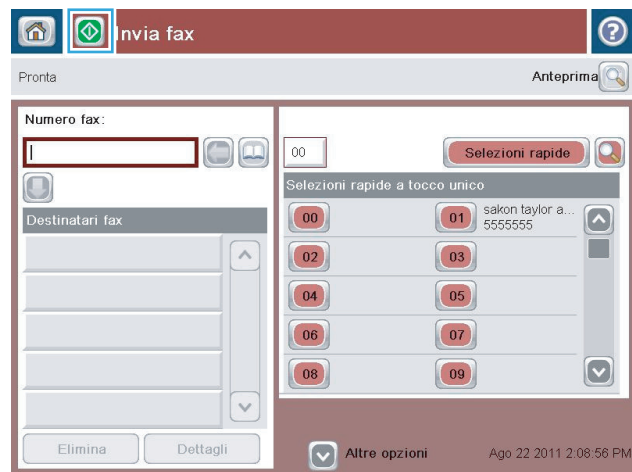 Invia fax
?
Pronta
Anteprima
Numero fax:
00
Selezioni rapide
Selezioni rapide a tocco unico
Destinatari fax
00
01 sakon taylor a...
5555555
02 03
04 05
06 07
08 09
Elimina Dettagli
Altre opzioni
Ago 22 2011 2:08:56 PM